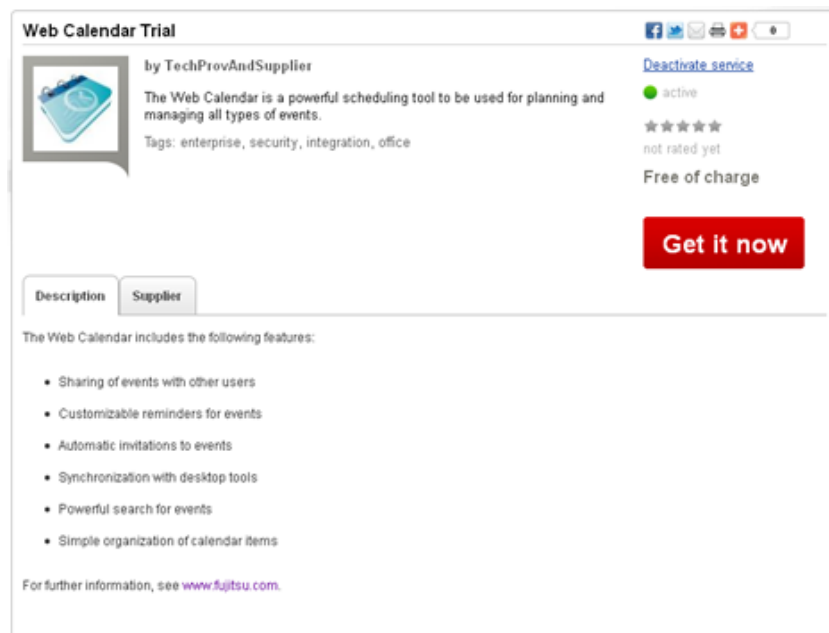 Web Calendar Trial
0
by TechProvAndSupplier
Deactivate service
The Web Calendar is a powerful scheduling tool to be used for planning and
managing all types of events.
active
Tags: enterprise, security, integration, office
not rated yet
Free of charge
Get it now
Description
Supplier
The Web Calendar includes the following features:
• Sharing of events with other users
• Customizable reminders for events
• Automatic invitations to events
• Synchronization with desktop tools
• Powerful search for events
• Simple organization of calendar items
For further information, see www.fujitsu.com.